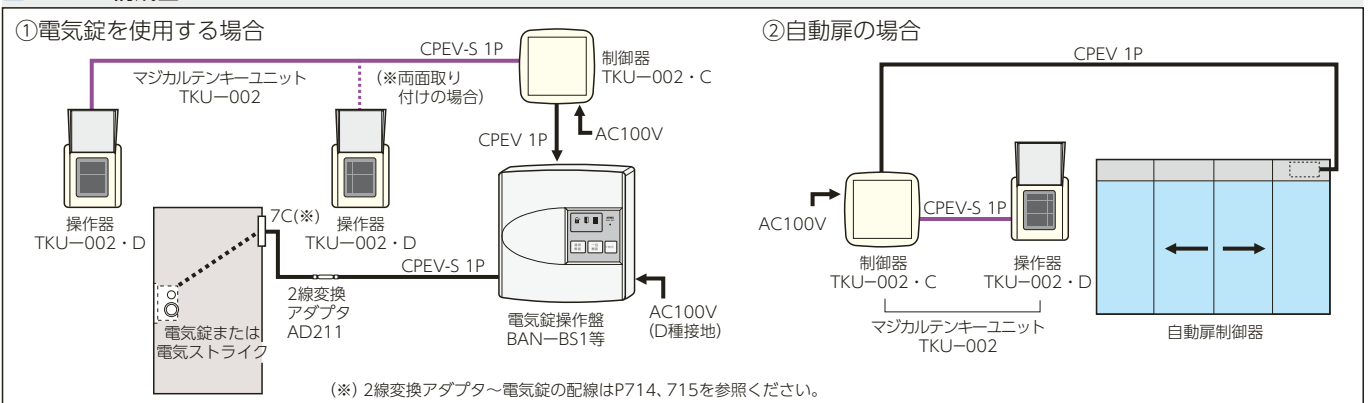 ①電気錠を使用する場合
CPEV-S 1P
マジカルテンキーユニット
TKU－002
(※両面取り
付けの場合)
制御器
TKU－002・C
AC100V
CPEV 1P
操作器
TKU－002・D
操作器
TKU－002・D
7C(※)
CPEV-S 1P
2線変換
アダプタ
AD211
電気錠または
電気ストライク
電気錠操作盤
BAN－BS1等
AC100V
(D種接地)
(※) 2線変換アダプタ～電気錠の配線はP714、715を参照ください。
②自動扉の場合
CPEV 1P
AC100V
CPEV-S 1P
制御器
TKU－002・C
操作器
TKU－002・D
マジカルテンキーユニット
TKU－002
自動扉制御器